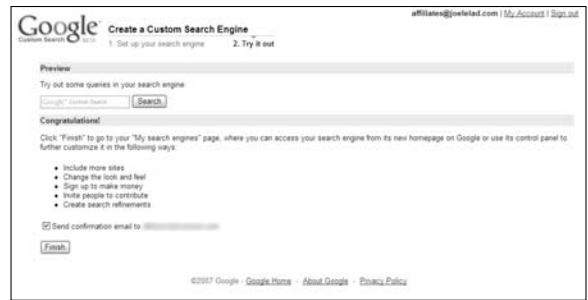 affiliates@joelelad.com | My Account | Sign out
Google
Custom Search BETA
Create a Custom Search Engine
1. Set up your search engine 2. Try it out
Preview
Try out some queries in your search engine.
Google™ Custom Search Search
Congratulations!
Click "Finish" to go to your "My search engines" page, where you can access your search engine from its new homepage on Google or use its control panel to
further customize it in the following ways:
Include more sites
Change the look and feel
Sign up to make money
Invite people to contribute
Create search refinements
Send confirmation email to
Finish
©2007 Google - Google Home - About Google - Privacy Policy